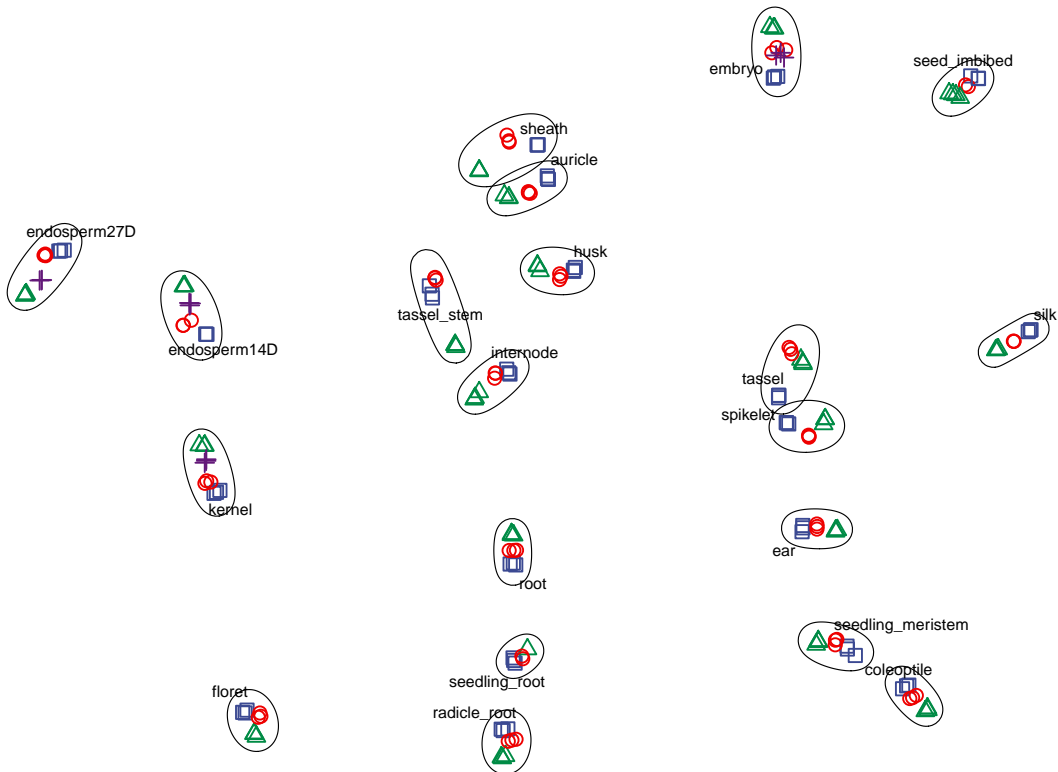 embryo
seed_imbibed
sheath
auricle
endosperm27D
husk
tassel_stem
silk
endosperm14D
internode
tassel
spikelet
kernel
ear
root
seedling_meristem
coleoptile
seedling_root
floret
radicle_root